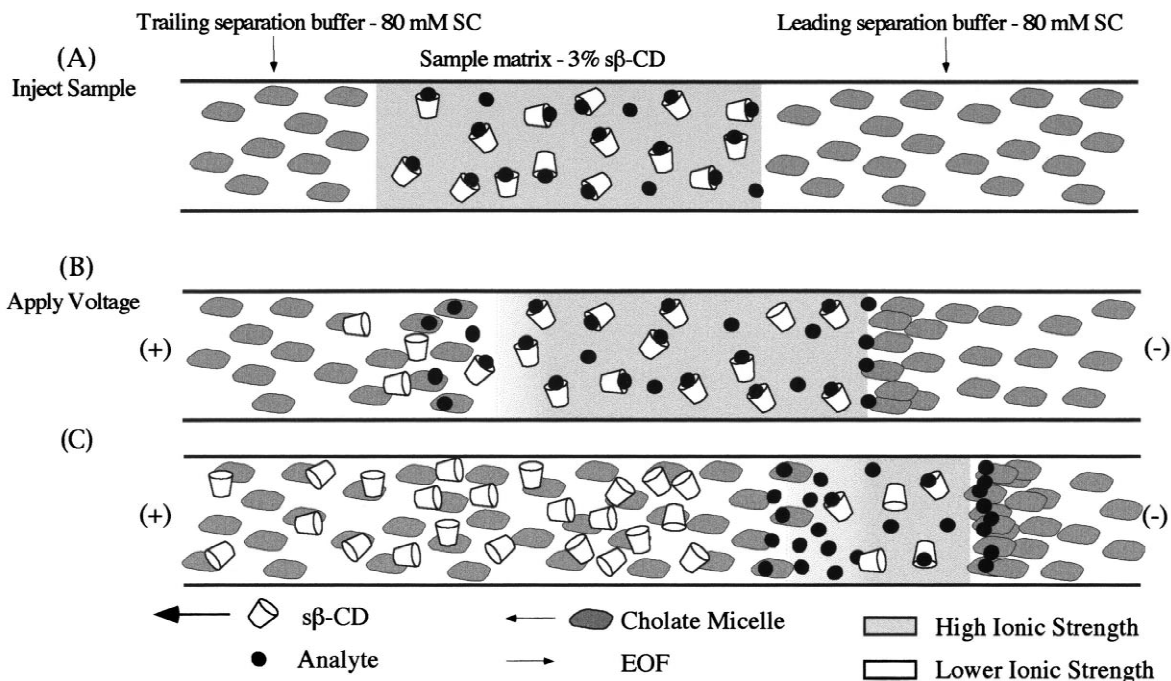 Trailing separation buffer - 80 mM SC
Leading separation buffer - 80 mM SC
(A)
Inject Sample
Sample matrix - 3% sβ-CD
(B)
Apply Voltage
(+)
(-)
(C)
(+)
(-)
sβ-CD
Cholate Micelle
High Ionic Strength
Analyte
EOF
Lower Ionic Strength